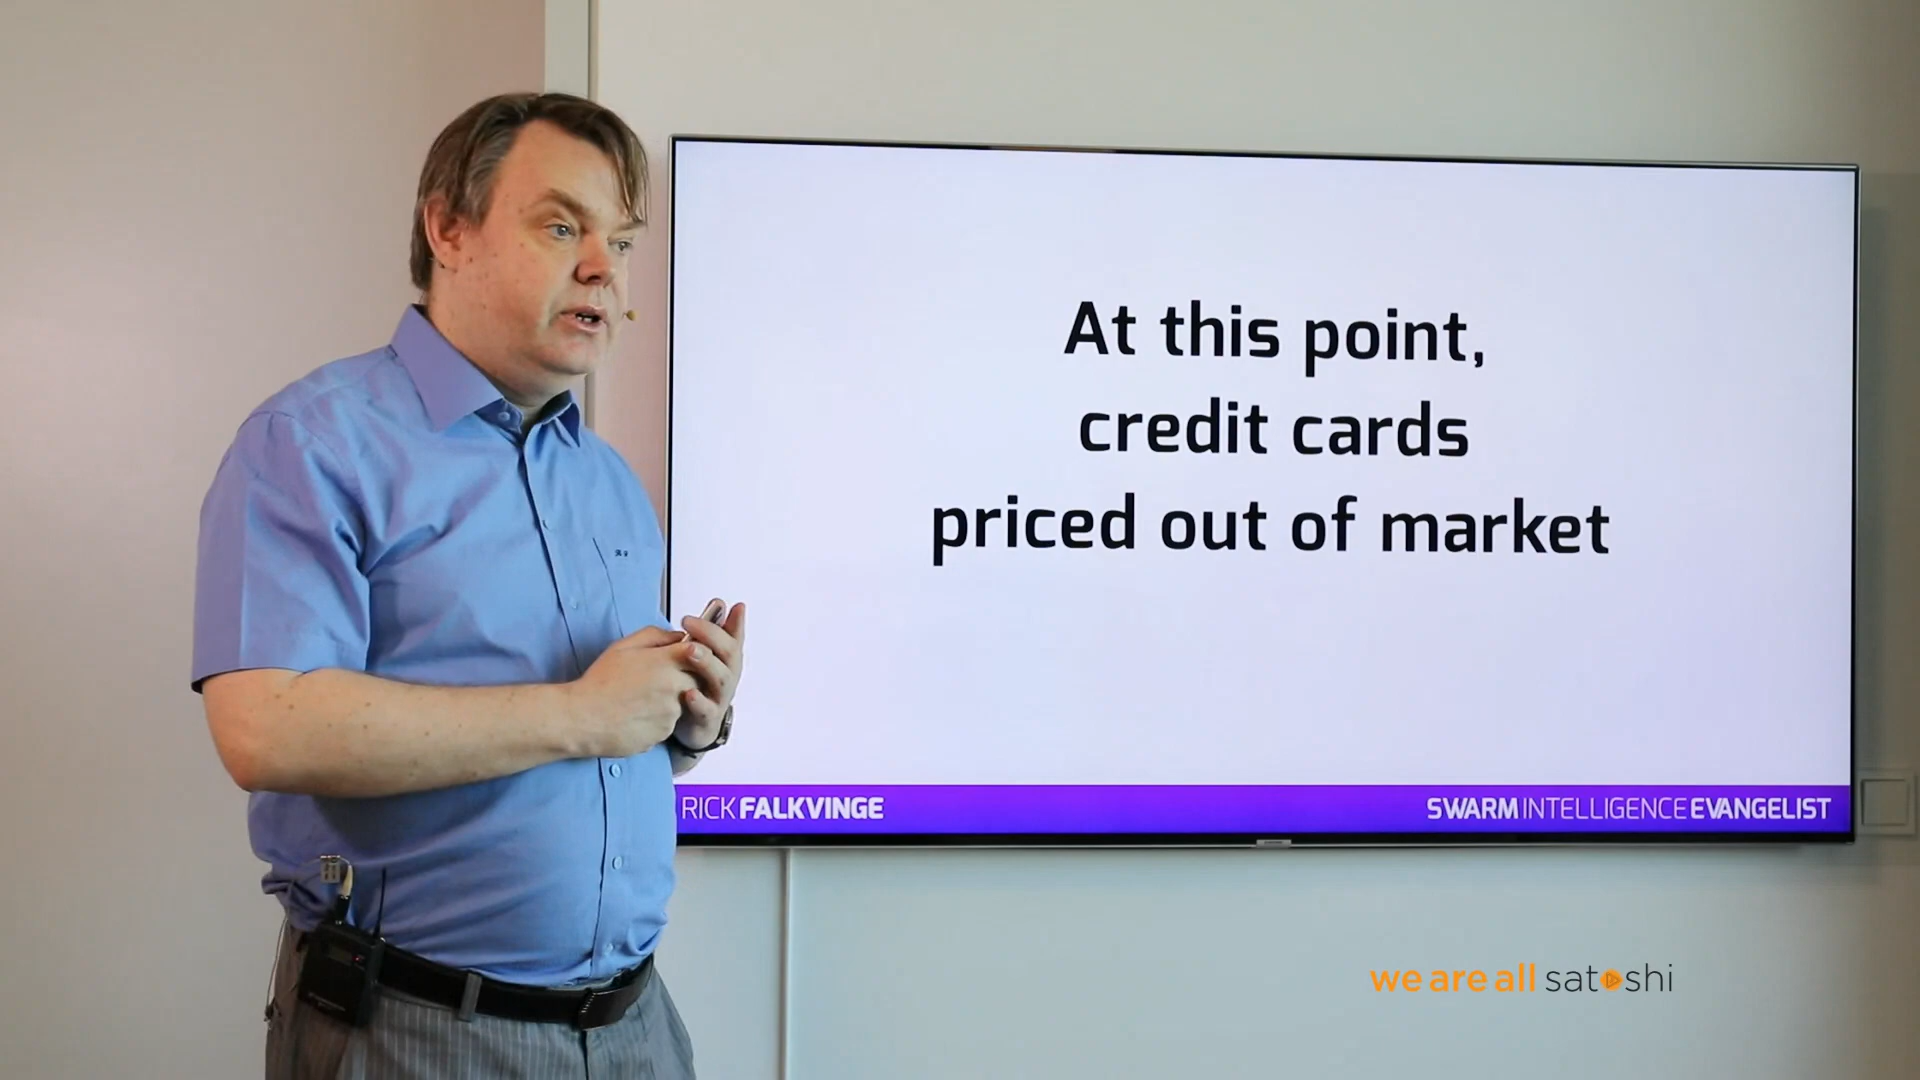 At this point,
credit cards
priced out of market
RICK FALKVINGE
SWARM INTELLIGENCE EVANGELIST
we are all satoshi